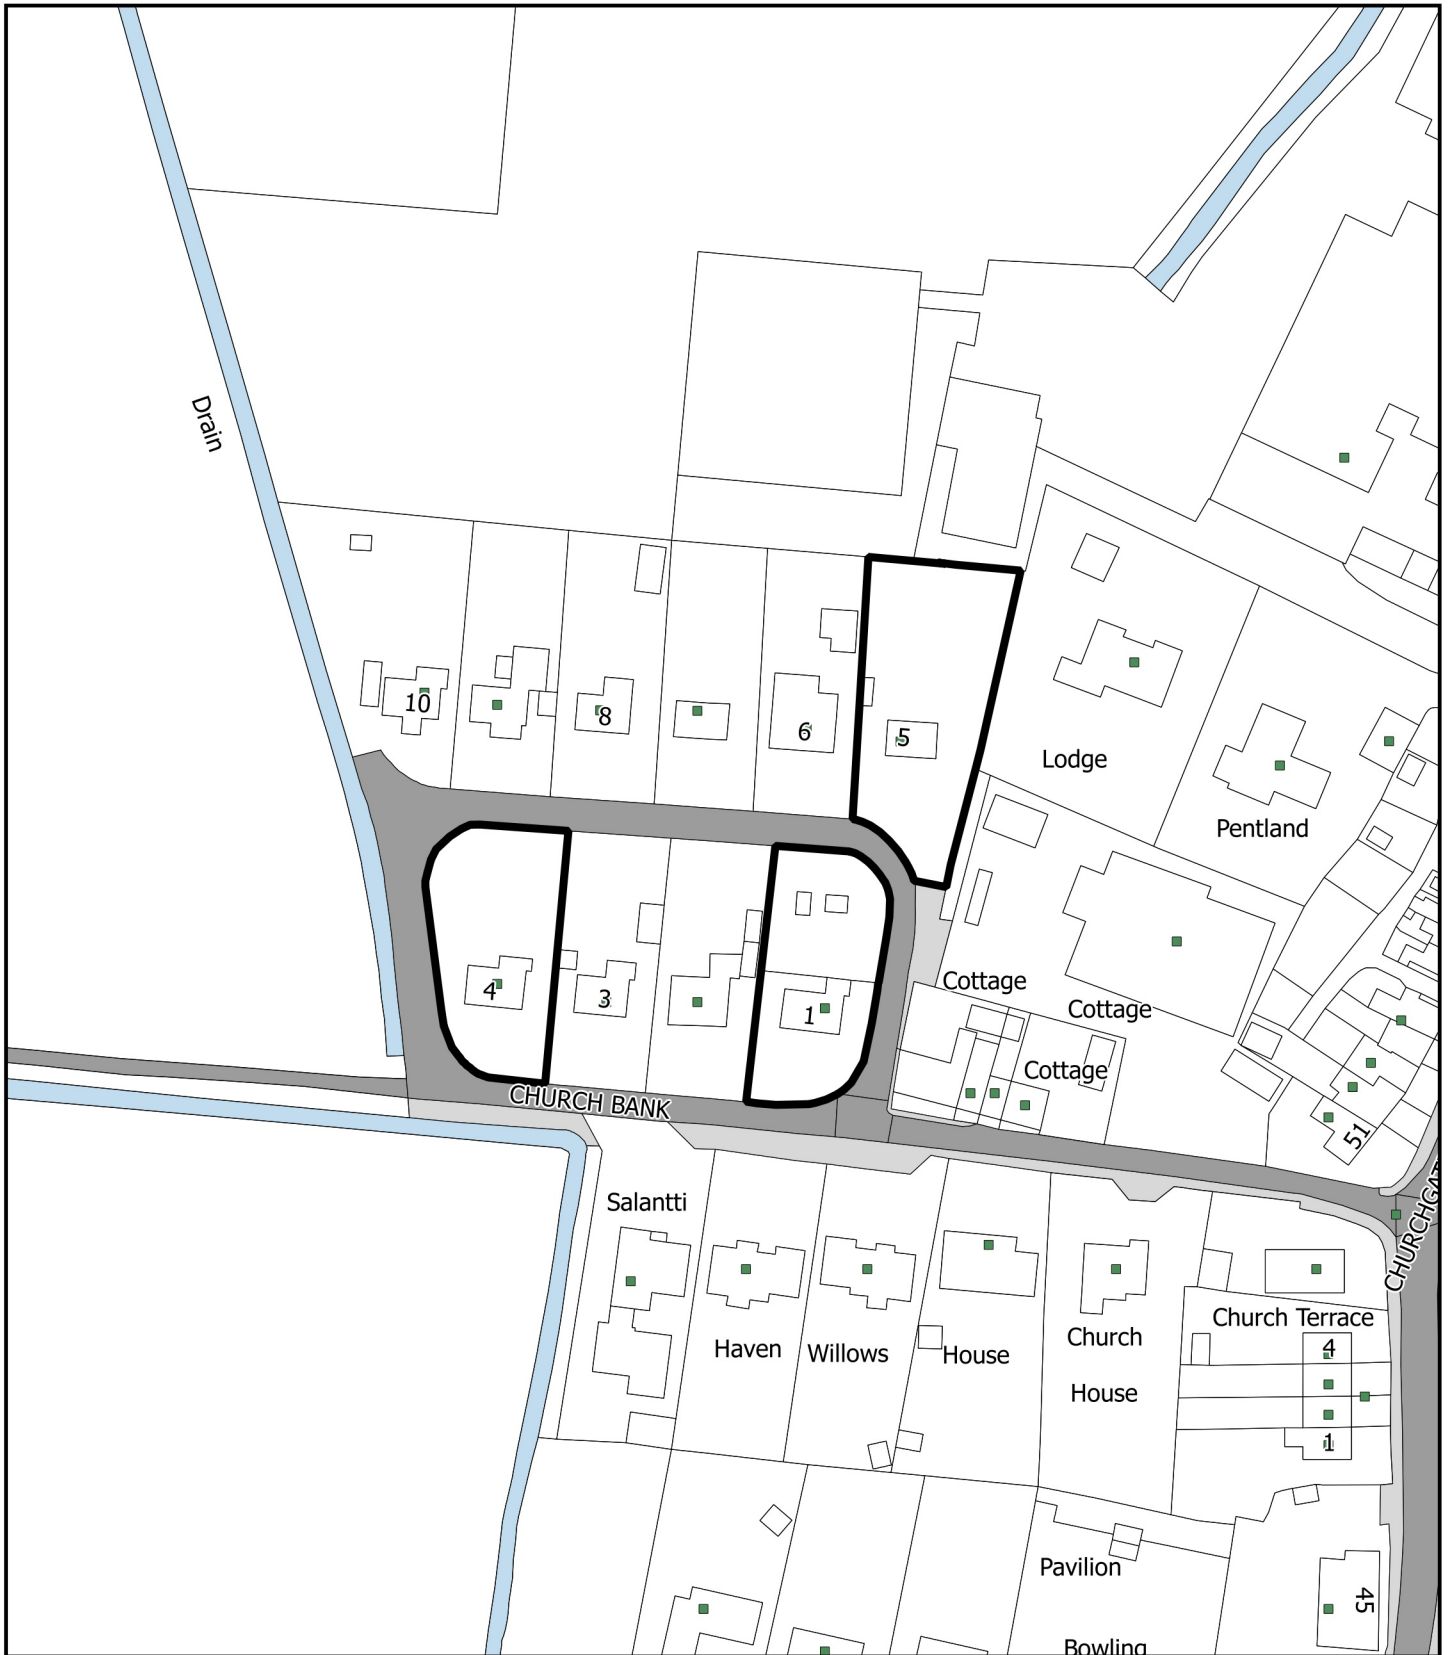 Drain
10
8
6
5
Lodge
Pentland
4
3
1
Cottage
Cottage
Cottage
CHURCH BANK
51
CHURCHGAT
Salantti
Haven
Willows
House
Church
House
Church Terrace
4
1
Pavilion
45
Bowling